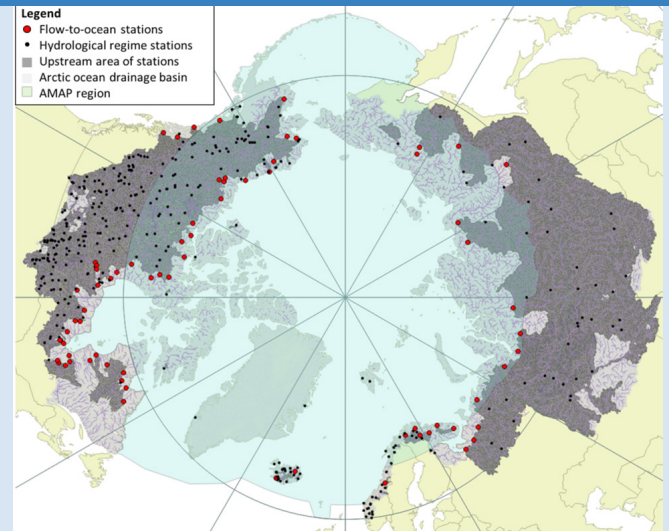 Legend
Flow-to-ocean stations
Hydrological regime stations
Upstream area of stations
Arctic ocean drainage basin
AMAP region